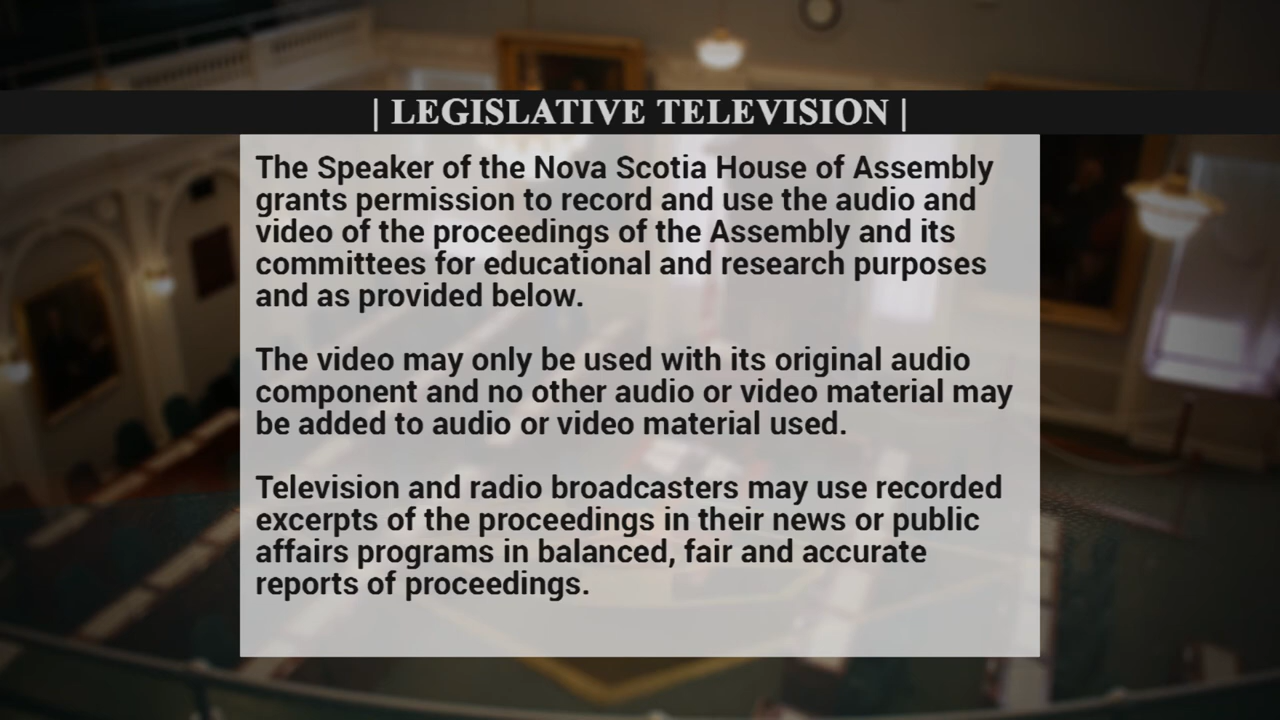 | LEGISLATIVE TELEVISION |
The Speaker of the Nova Scotia House of Assembly
grants permission to record and use the audio and
video of the proceedings of the Assembly and its
committees for educational and research purposes
and as provided below.
The video may only be used with its original audio
component and no other audio or video material may
be added to audio or video material used.
Television and radio broadcasters may use recorded
excerpts of the proceedings in their news or public
affairs programs in balanced, fair and accurate
reports of proceedings.